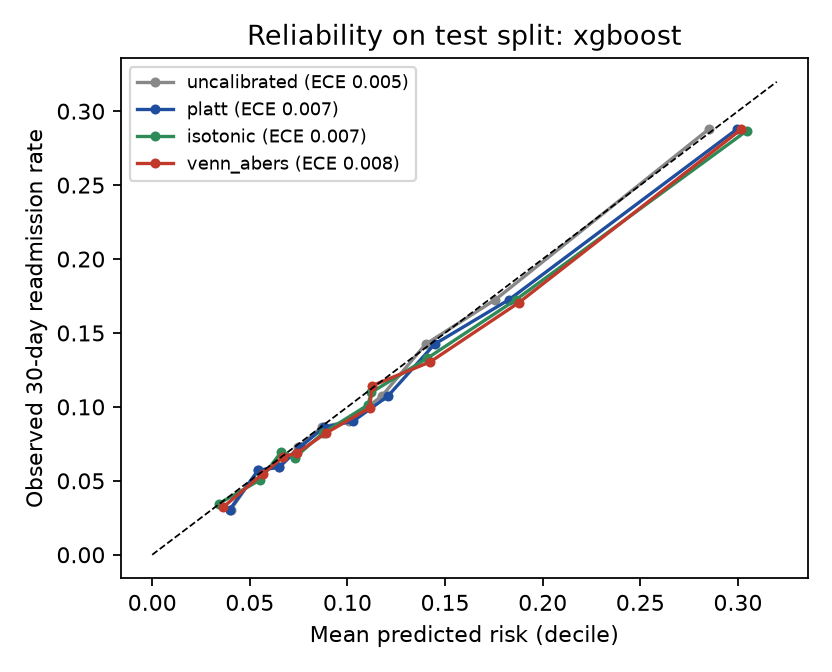 Reliability on test split: xgboost
uncalibrated (ECE 0.005)
platt (ECE 0.007)
isotonic (ECE 0.007)
venn_abers (ECE 0.008)
Observed 30-day readmission rate
0.30
0.25
0.20
0.15
0.10
0.05
0.00
0.00 0.05 0.10 0.15 0.20 0.25 0.30
Mean predicted risk (decile)